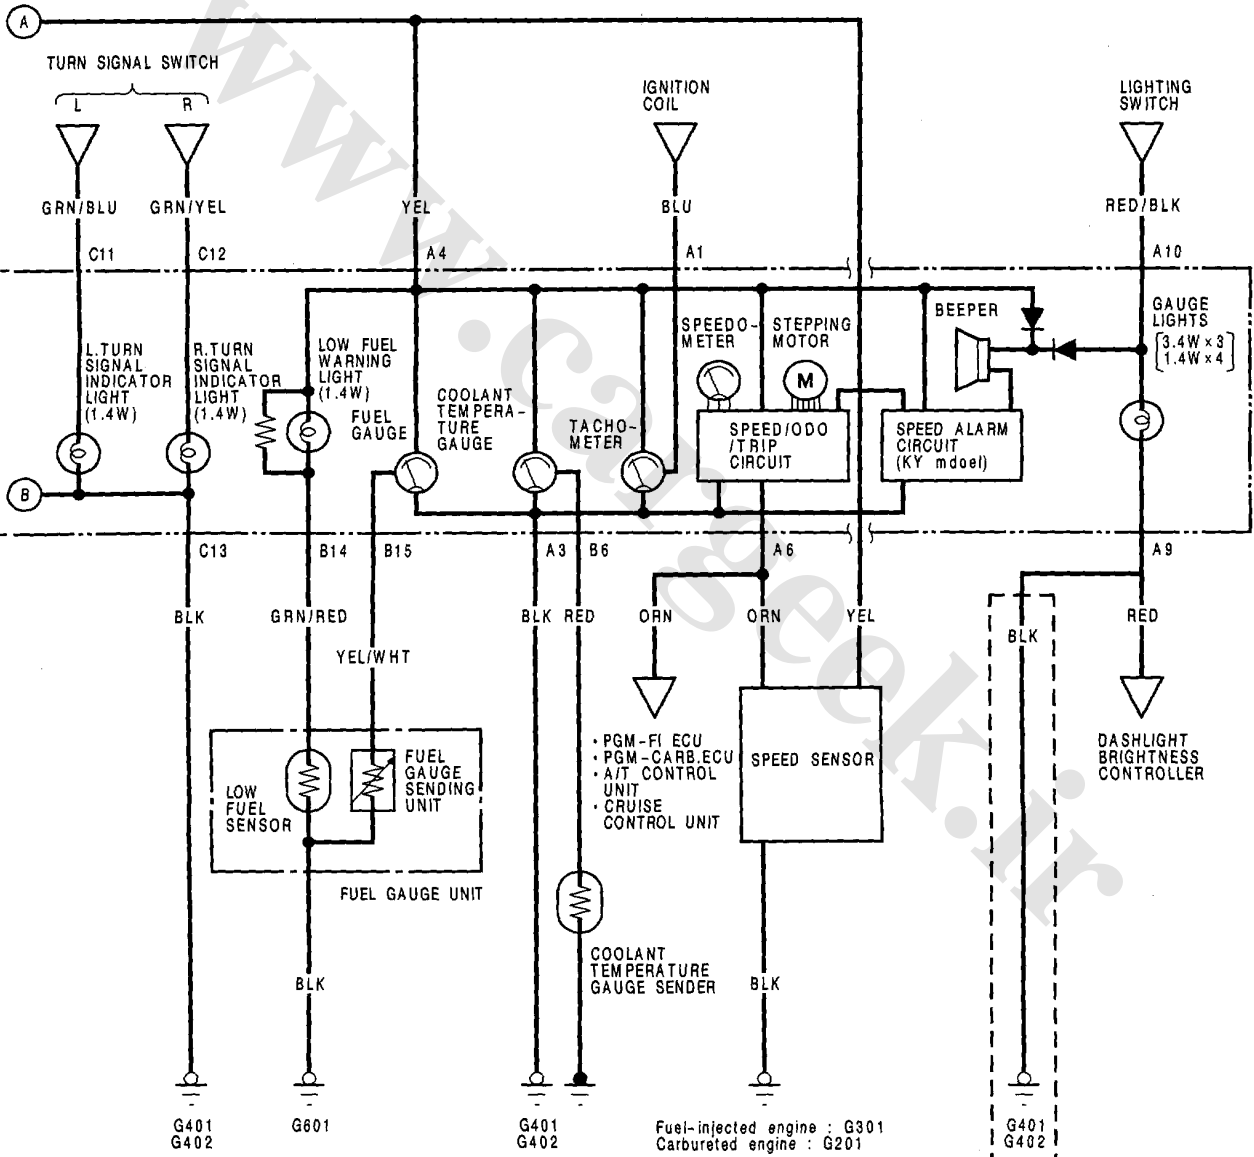 A
TURN SIGNAL SWITCH
L
R
IGNITION
COIL
LIGHTING
SWITCH
GRN/BLU
GRN/YEL
YEL
BLU
RED/BLK
C11
C12
A4
A1
A10
L.TURN
SIGNAL
INDICATOR
LIGHT
(1.4W)
R.TURN
SIGNAL
INDICATOR
LIGHT
(1.4W)
LOW FUEL
WARNING
LIGHT
(1.4W)
FUEL
GAUGE
COOLANT
TEMPERA-
TURE
GAUGE
TACHO-
METER
SPEEDO-
METER
STEPPING
MOTOR
M
BEEPER
GAUGE
LIGHTS
[3.4W×3
1.4W×4]
SPEED/ODO
/TRIP
CIRCUIT
SPEED ALARM
CIRCUIT
(KY mdoel)
B
C13
B14
B15
A3
B6
A6
A9
BLK
GRN/RED
YEL/WHT
BLK
RED
ORN
ORN
YEL
BLK
RED
LOW
FUEL
SENSOR
FUEL
GAUGE
SENDING
UNIT
FUEL GAUGE UNIT
• PGM-FI ECU
• PGM-CARB.ECU
• A/T CONTROL
UNIT
• CRUISE
CONTROL UNIT
SPEED SENSOR
DASHLIGHT
BRIGHTNESS
CONTROLLER
COOLANT
TEMPERATURE
GAUGE SENDER
BLK
BLK
G401
G402
G601
G401
G402
Fuel-injected engine : G301
Carbureted engine : G201
G401
G402
www.cargeek.ir